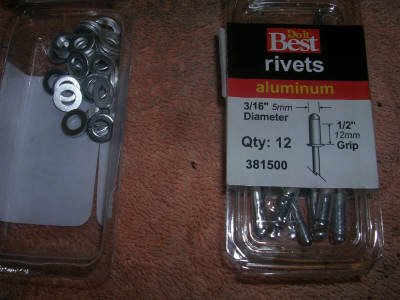 Do it
Best
rivets
aluminum
3/16" 5mm
Diameter
1/2"
12mm
Grip
Qty: 12
381500